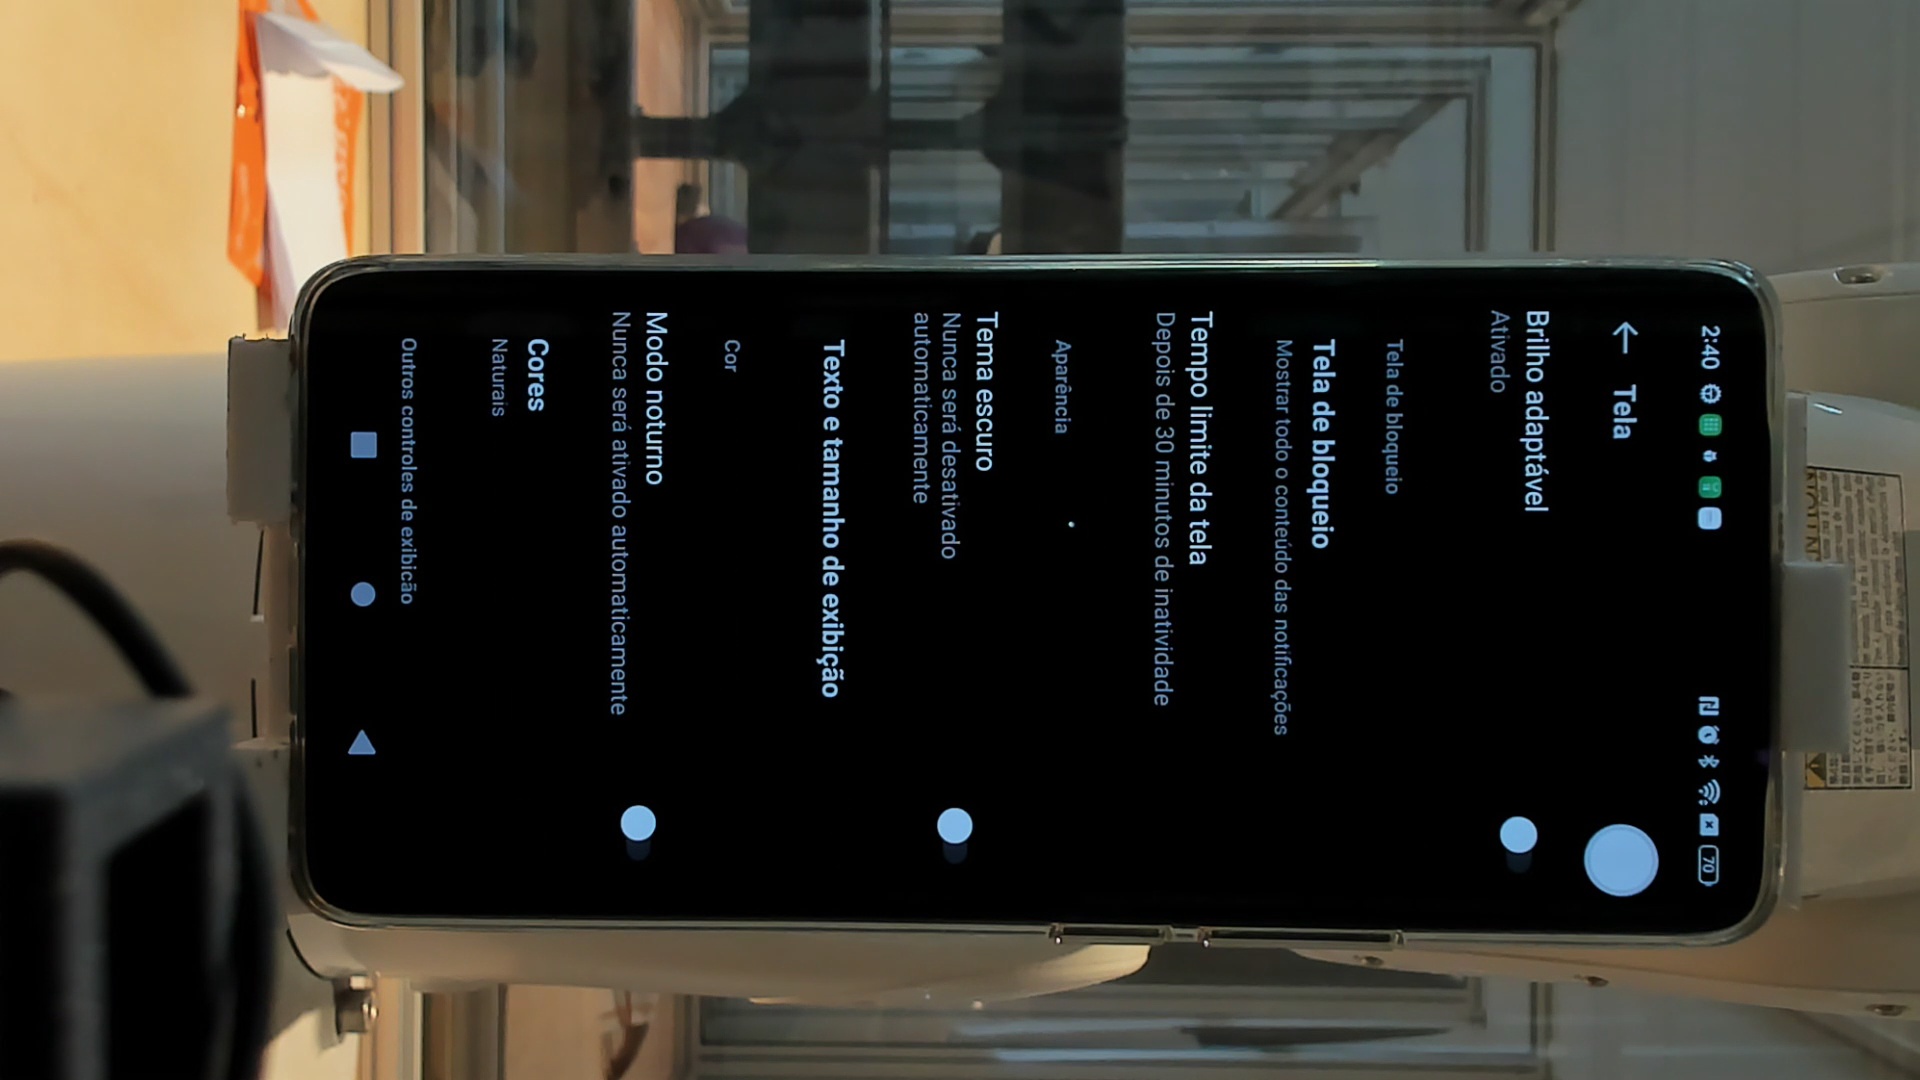 2:40
70
Tela
Brilho adaptável
Ativado
Tela de bloqueio
Tela de bloqueio
Mostrar todo o conteúdo das notificações
Tempo limite da tela
Depois de 30 minutos de inatividade
Aparência
Tema escuro
Nunca será desativado
automaticamente
Texto e tamanho de exibição
Cor
Modo noturno
Nunca será ativado automaticamente
Cores
Naturais
Outros controles de exibição